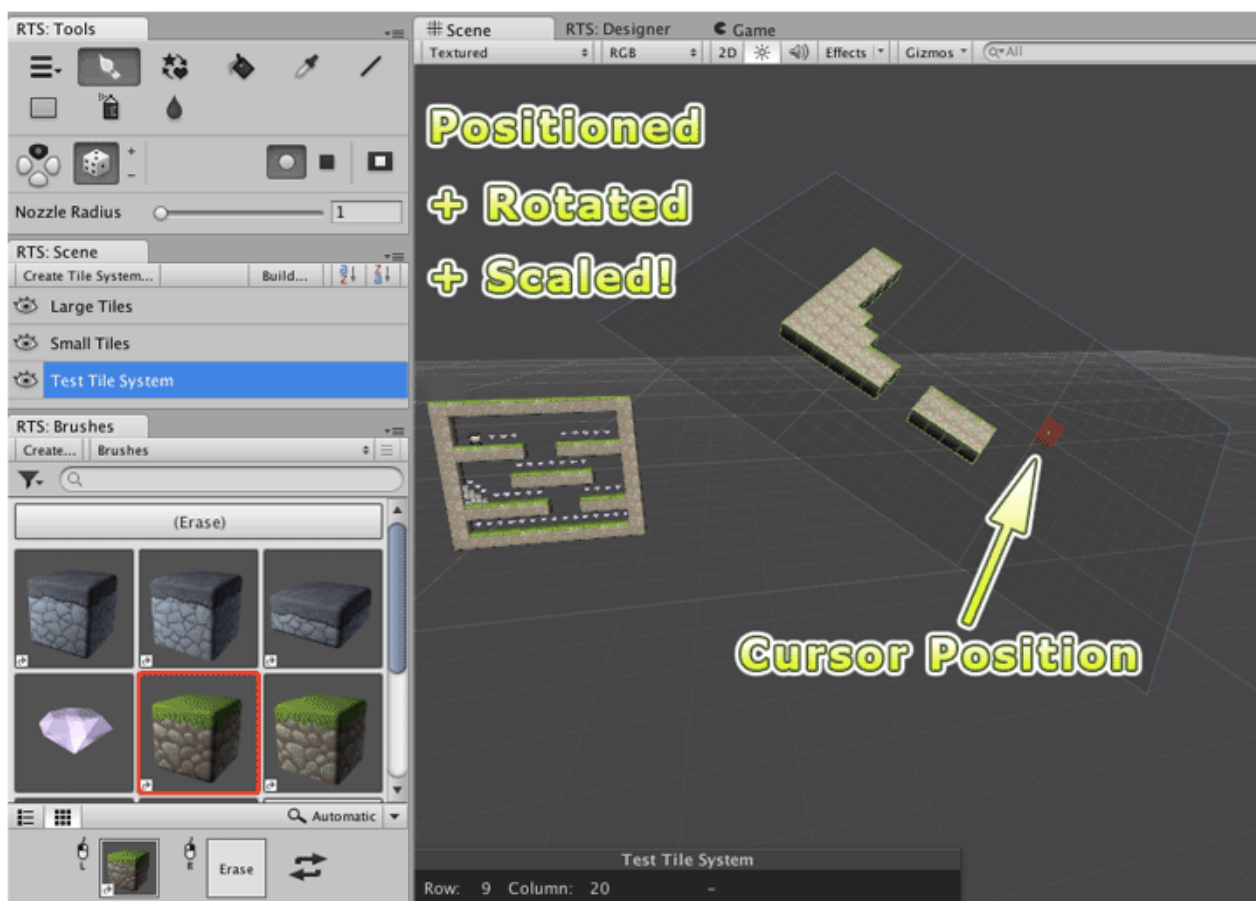 RTS: Tools
Nozzle Radius 1
RTS: Scene
Create Tile System... Build...
Large Tiles
Small Tiles
Test Tile System
RTS: Brushes
Create... Brushes
(Erase)
Automatic
L R Erase
Scene RTS: Designer Game
Textured RGB 2D Effects Gizmos All
Positioned
+ Rotated
+ Scaled!
Cursor Position
Test Tile System
Row: 9 Column: 20 -